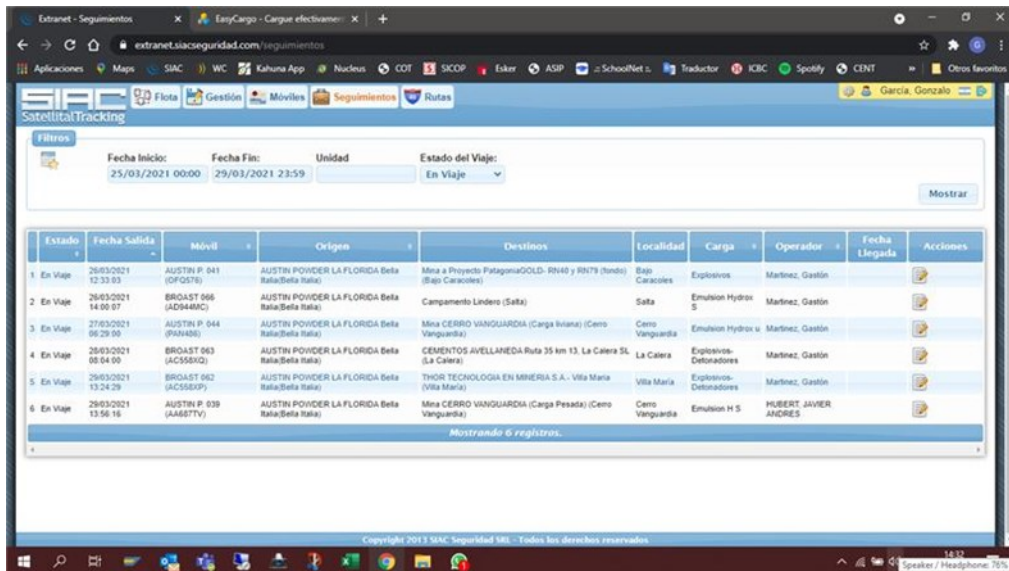 Extranet - Seguimientos
EasyCargo - Cargue efectivamen
extranet.siacseguridad.com/seguimientos
Aplicaciones Maps SIAC WC Kahuna App Nucleus COT SICOP Esker ASIP .:: SchoolNet ::. Traductor ICBC Spotify CENT » Otros favoritos
SIAC Flota Gestión Móviles Seguimientos Rutas García, Gonzalo
SatellitalTracking
Filtros
Fecha Inicio: Fecha Fin: Unidad Estado del Viaje:
25/03/2021 00:00 29/03/2021 23:59 En Viaje
Mostrar
Estado Fecha Salida Móvil Origen Destinos Localidad Carga Operador Fecha Llegada Acciones
1 En Viaje 26/03/2021 12:33:03 AUSTIN P. 041 (OFQ576) AUSTIN POWDER LA FLORIDA Bella Italia(Bella Italia) Mina a Proyecto PatagoniaGOLD- RN40 y RN79 (fondo) (Bajo Caracoles) Bajo Caracoles Explosivos Martinez, Gastón
2 En Viaje 26/03/2021 14:00:07 BROAST 066 (AD944MC) AUSTIN POWDER LA FLORIDA Bella Italia(Bella Italia) Campamento Lindero (Salta) Salta Emulsion Hydrox S Martinez, Gastón
3 En Viaje 27/03/2021 06:29:00 AUSTIN P. 044 (PAN486) AUSTIN POWDER LA FLORIDA Bella Italia(Bella Italia) Mina CERRO VANGUARDIA (Carga liviana) (Cerro Vanguardia) Cerro Vanguardia Emulsion Hydrox u Martinez, Gastón
4 En Viaje 28/03/2021 08:04:00 BROAST 063 (AC558XQ) AUSTIN POWDER LA FLORIDA Bella Italia(Bella Italia) CEMENTOS AVELLANEDA Ruta 35 km 13, La Calera SL (La Calera) La Calera Explosivos- Detonadores Martinez, Gastón
5 En Viaje 29/03/2021 13:24:29 BROAST 062 (AC558XP) AUSTIN POWDER LA FLORIDA Bella Italia(Bella Italia) THOR TECNOLOGIA EN MINERIA S.A.- Villa Maria (Villa María) Villa María Explosivos- Detonadores Martinez, Gastón
6 En Viaje 29/03/2021 13:56:16 AUSTIN P. 039 (AA687TV) AUSTIN POWDER LA FLORIDA Bella Italia(Bella Italia) Mina CERRO VANGUARDIA (Carga Pesada) (Cerro Vanguardia) Cerro Vanguardia Emulsion H S HUBERT, JAVIER ANDRES
Mostrando 6 registros.
Copyright 2013 SIAC Seguridad SRL - Todos los derechos reservados
14:32
Speaker / Headphone: 76%